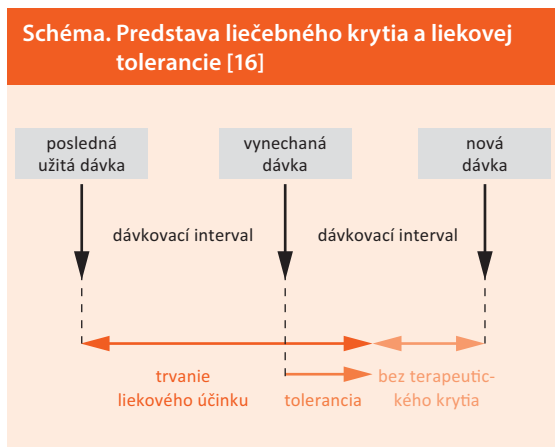 Schéma. Predstava liečebného krytia a liekovej
tolerancie [16]
posledná
užitá dávka
vynechaná
dávka
nová
dávka
dávkovací interval
dávkovací interval
trvanie
liekového účinku
tolerancia
bez terapeutic-
kého krytia